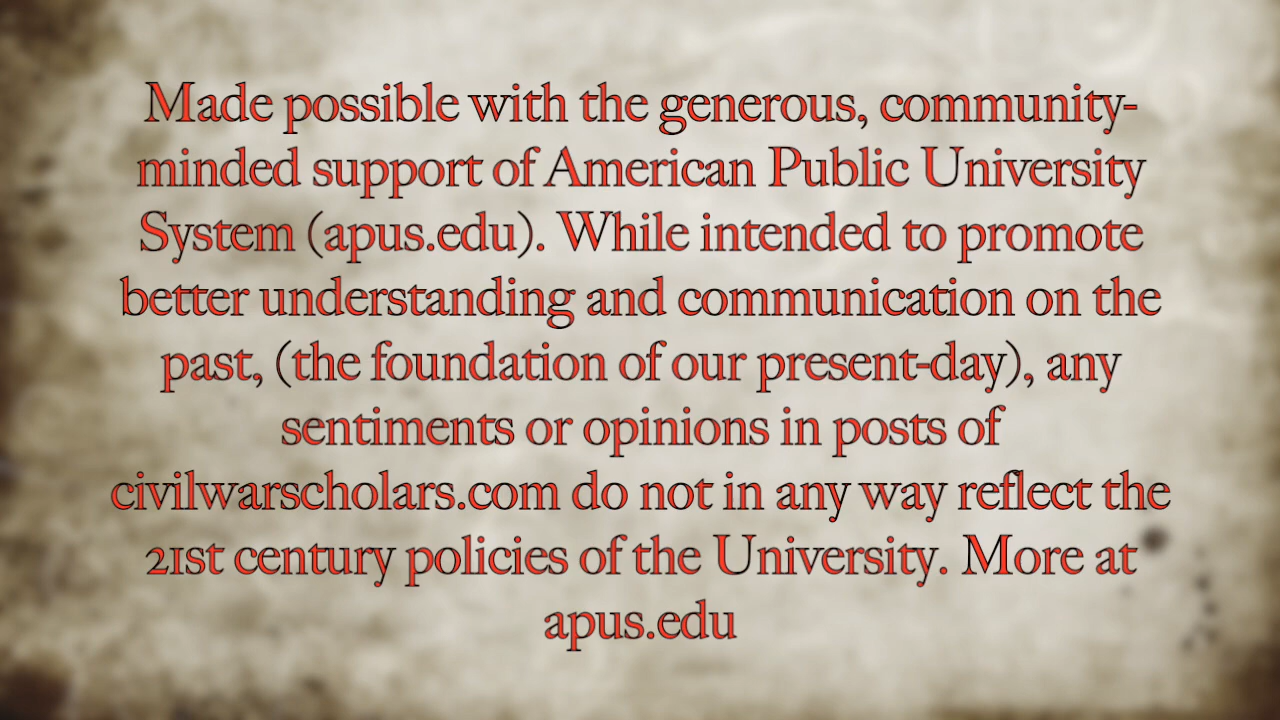 Made possible with the generous, community-
minded support of American Public University
System (apus.edu). While intended to promote
better understanding and communication on the
past, (the foundation of our present-day), any
sentiments or opinions in posts of
civilwarscholars.com do not in any way reflect the
21st century policies of the University. More at
apus.edu